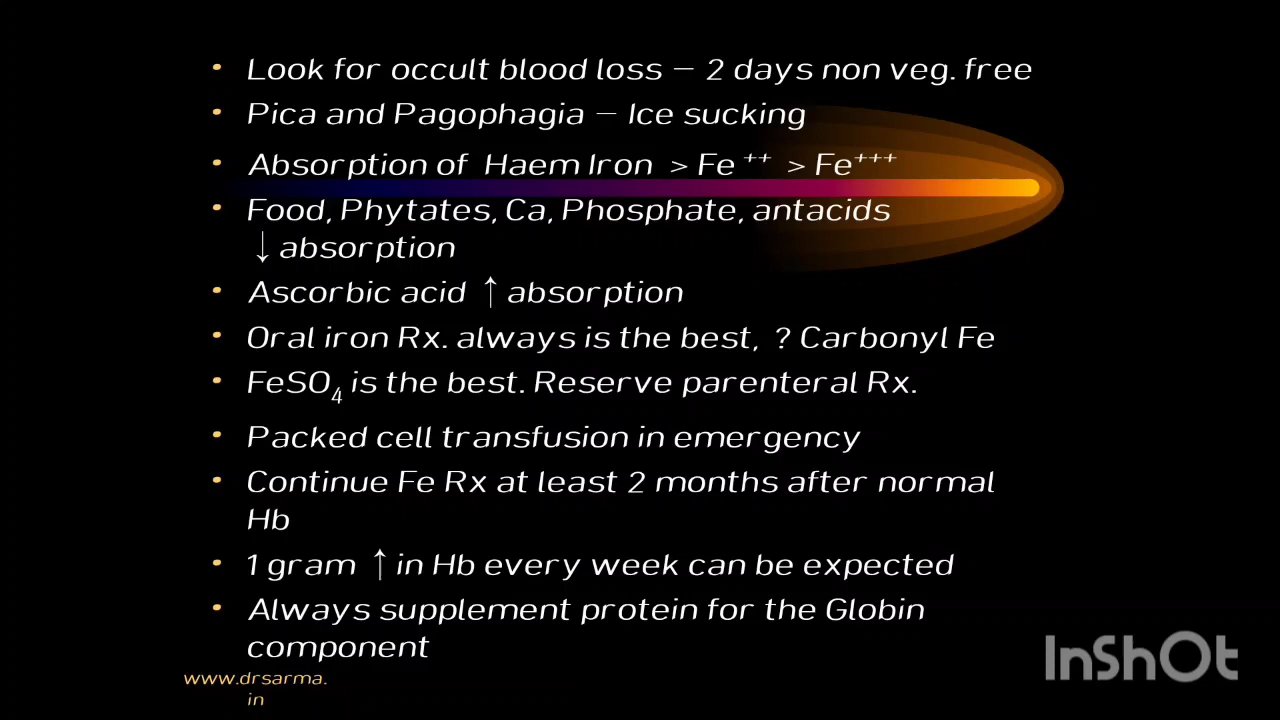 • Look for occult blood loss – 2 days non veg. free
• Pica and Pagophagia – Ice sucking
• Absorption of Haem Iron > Fe ++ > Fe+++
• Food, Phytates, Ca, Phosphate, antacids
↓ absorption
• Ascorbic acid ↑ absorption
• Oral iron Rx. always is the best, ? Carbonyl Fe
• FeSO4 is the best. Reserve parenteral Rx.
• Packed cell transfusion in emergency
• Continue Fe Rx at least 2 months after normal
Hb
• 1 gram ↑ in Hb every week can be expected
• Always supplement protein for the Globin
component
www.drsarma.
in
InShOt